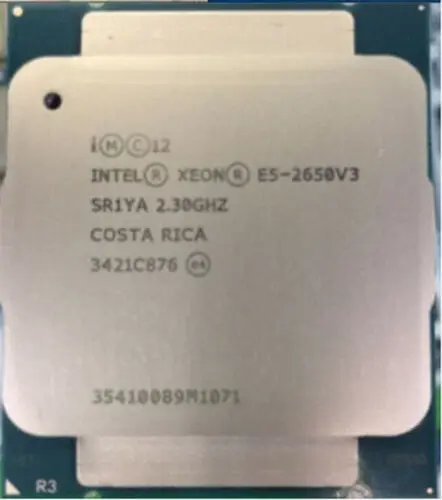 i Ⓜ Ⓒ 12
INTEL® XEON® E5-2650V3
SR1YA 2.30GHZ
COSTA RICA
3421C876 e4
35410089M1071
R3